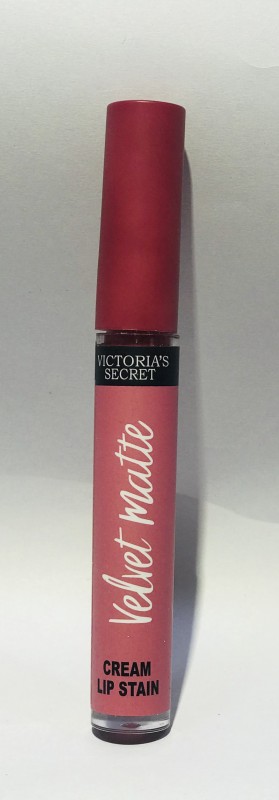 VICTORIA'S
SECRET
Velvet Matte
CREAM
LIP STAIN